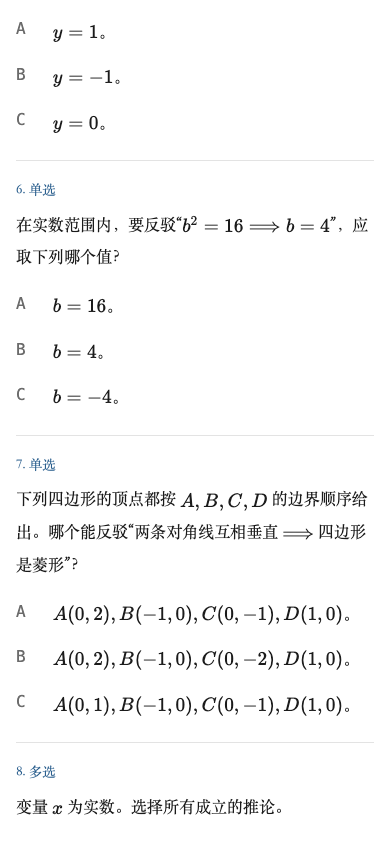 A y = 1。
B y = −1。
C y = 0。
6. 单选
在实数范围内，要反驳“b² = 16 ⟹ b = 4”，应
取下列哪个值？
A b = 16。
B b = 4。
C b = −4。
7. 单选
下列四边形的顶点都按 A, B, C, D 的边界顺序给
出。哪个能反驳“两条对角线互相垂直 ⟹ 四边形
是菱形”？
A A(0, 2), B(−1, 0), C(0, −1), D(1, 0)。
B A(0, 2), B(−1, 0), C(0, −2), D(1, 0)。
C A(0, 1), B(−1, 0), C(0, −1), D(1, 0)。
8. 多选
变量 x 为实数。选择所有成立的推论。